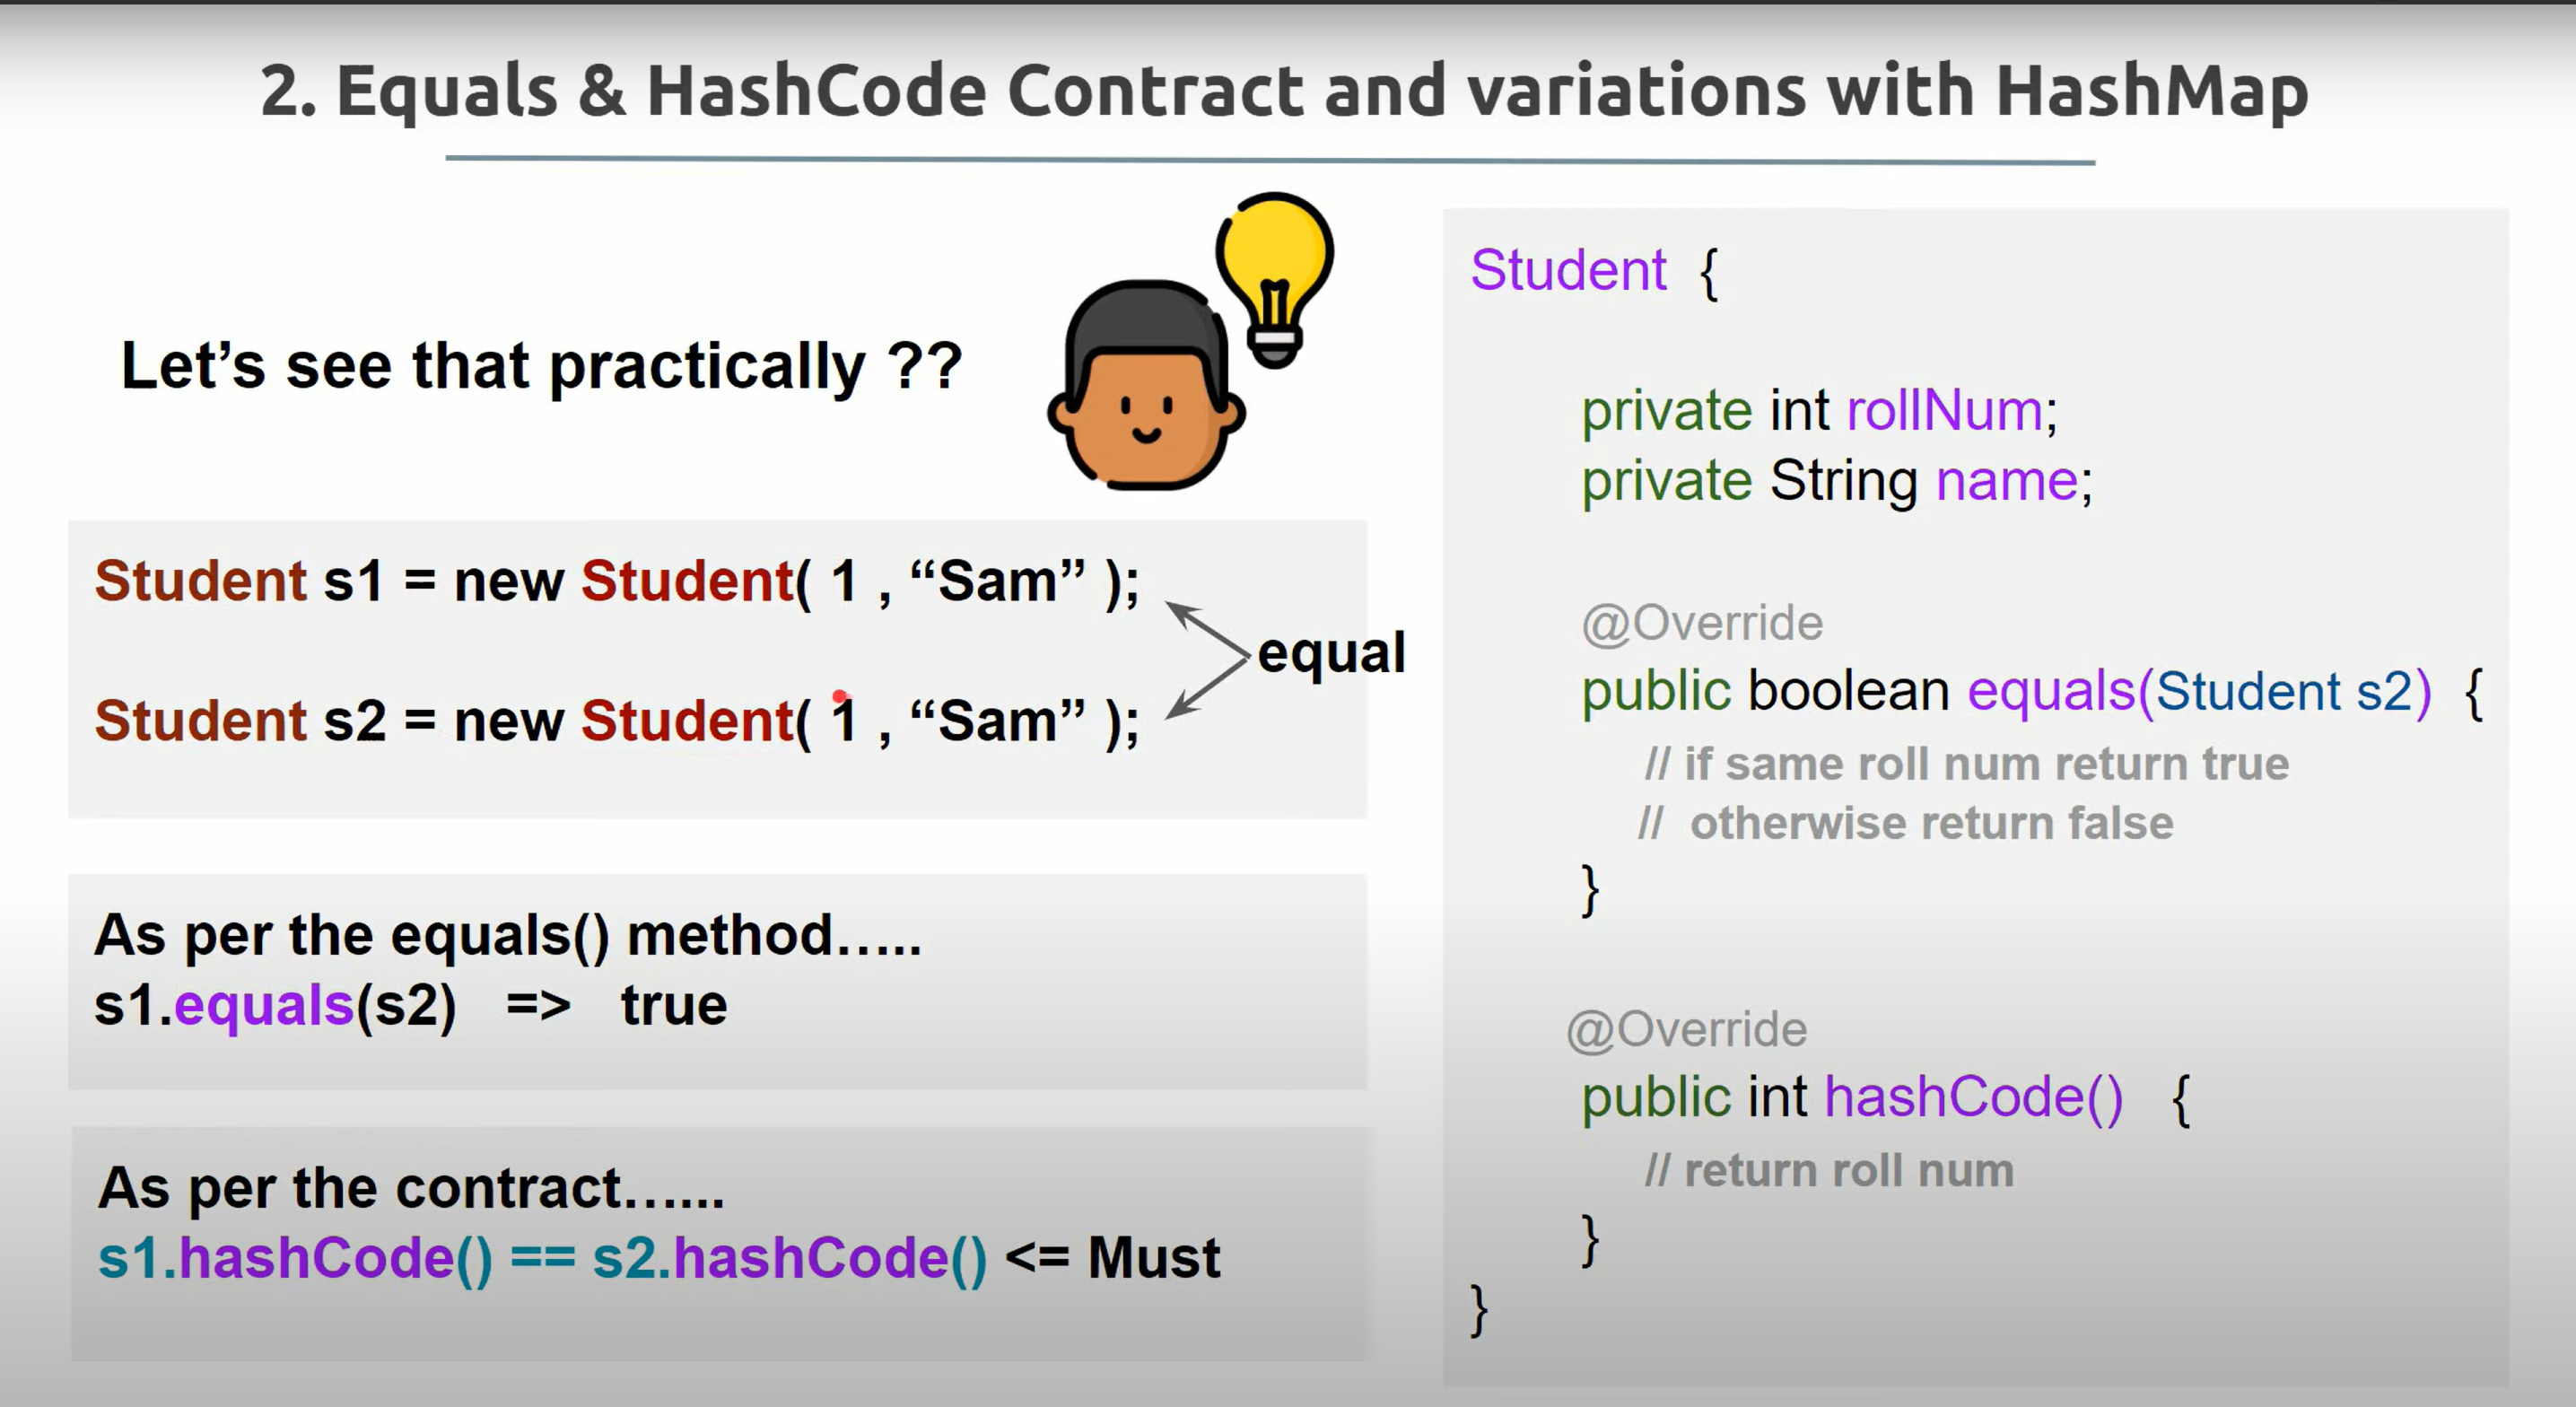 2. Equals & HashCode Contract and variations with HashMap
Let’s see that practically ??
Student s1 = new Student( 1 , “Sam” );
equal
Student s2 = new Student( 1 , “Sam” );
As per the equals() method…..
s1.equals(s2) => true
As per the contract…...
s1.hashCode() == s2.hashCode() <= Must
Student {
private int rollNum;
private String name;
@Override
public boolean equals(Student s2) {
// if same roll num return true
// otherwise return false
}
@Override
public int hashCode() {
// return roll num
}
}